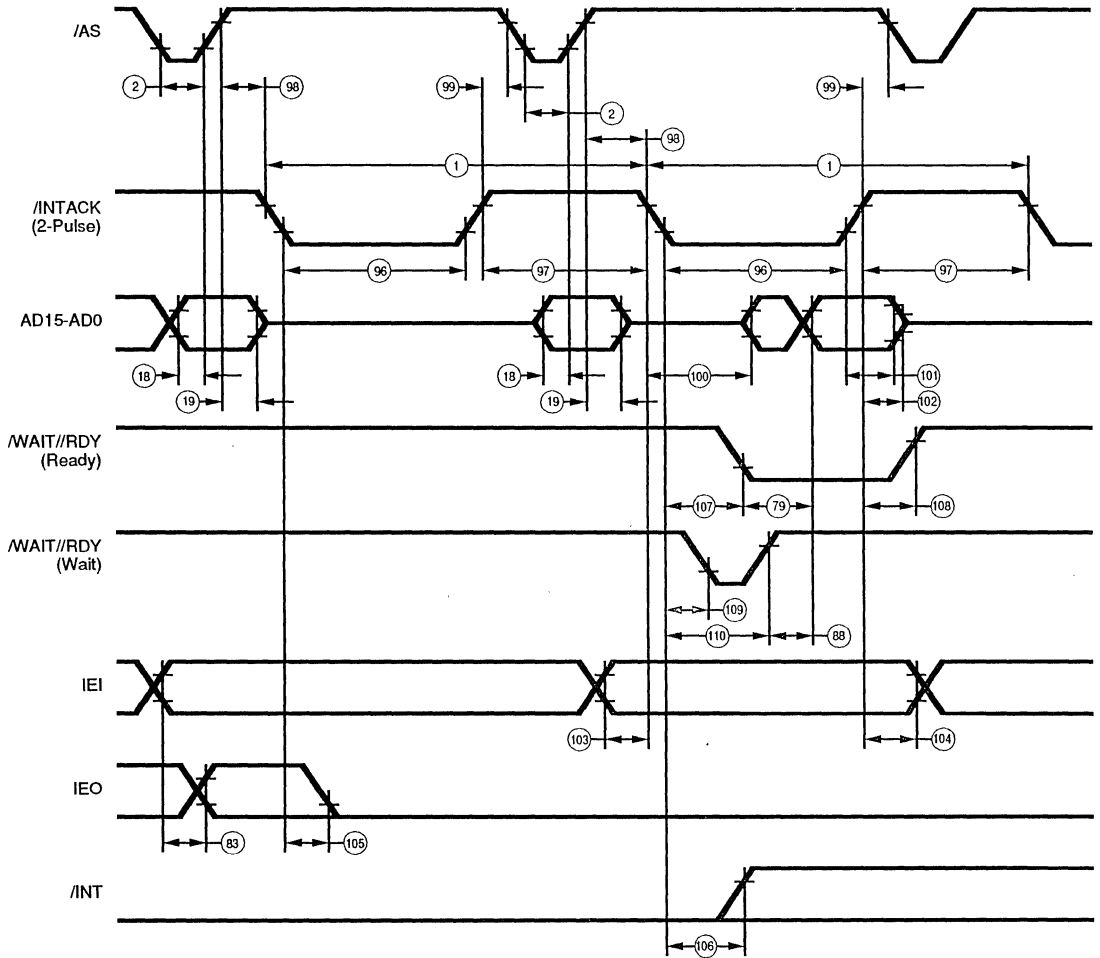 /AS
2
98
99
2
99
98
1
1
/INTACK
(2-Pulse)
96
97
96
97
AD15-AD0
18
18
100
101
19
19
102
/WAIT//RDY
(Ready)
107
79
108
/WAIT//RDY
(Wait)
109
110
88
IEI
103
104
IEO
83
105
/INT
106